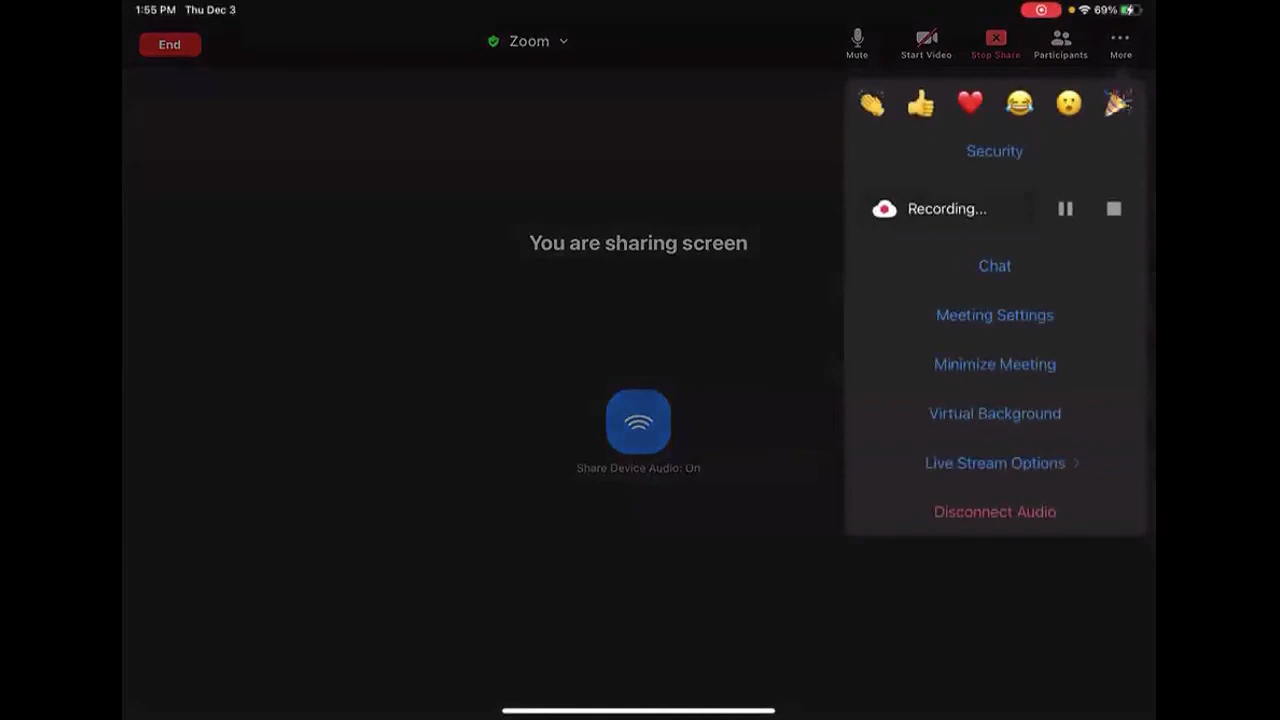 1:55 PM Thu Dec 3
69%
End
Zoom
Mute
Start Video
Stop Share
Participants
More
Security
Recording...
You are sharing screen
Chat
Meeting Settings
Minimize Meeting
Virtual Background
Live Stream Options
Share Device Audio: On
Disconnect Audio